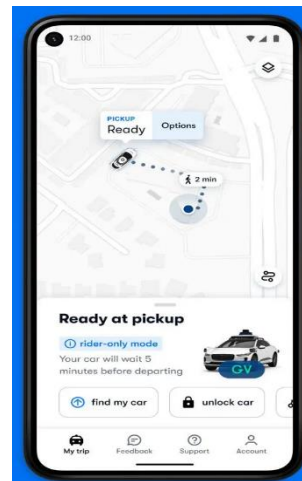 12:00
PICKUP
Ready
Options
2 min
Ready at pickup
rider-only mode
Your car will wait 5
minutes before departing
GV
find my car
unlock car
My trip
Feedback
Support
Account